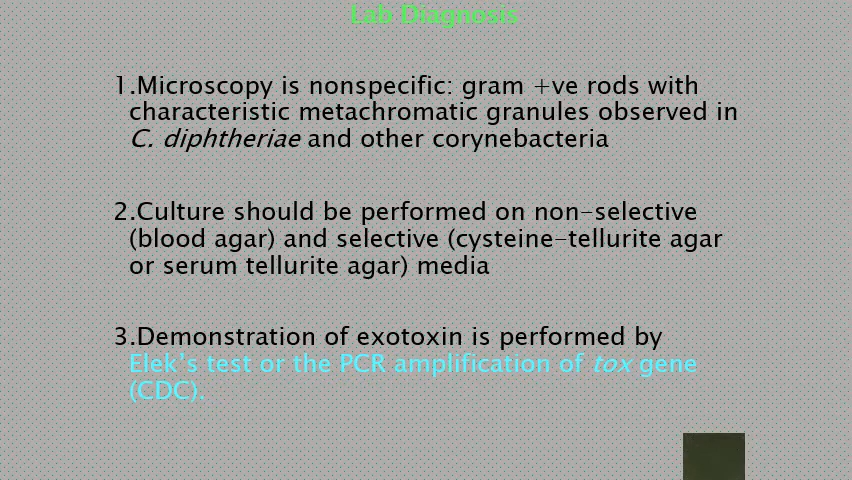 Lab Diagnosis
1.Microscopy is nonspecific: gram +ve rods with
characteristic metachromatic granules observed in
C. diphtheriae and other corynebacteria
2.Culture should be performed on non-selective
(blood agar) and selective (cysteine-tellurite agar
or serum tellurite agar) media
3.Demonstration of exotoxin is performed by
Elek's test or the PCR amplification of tox gene
(CDC).